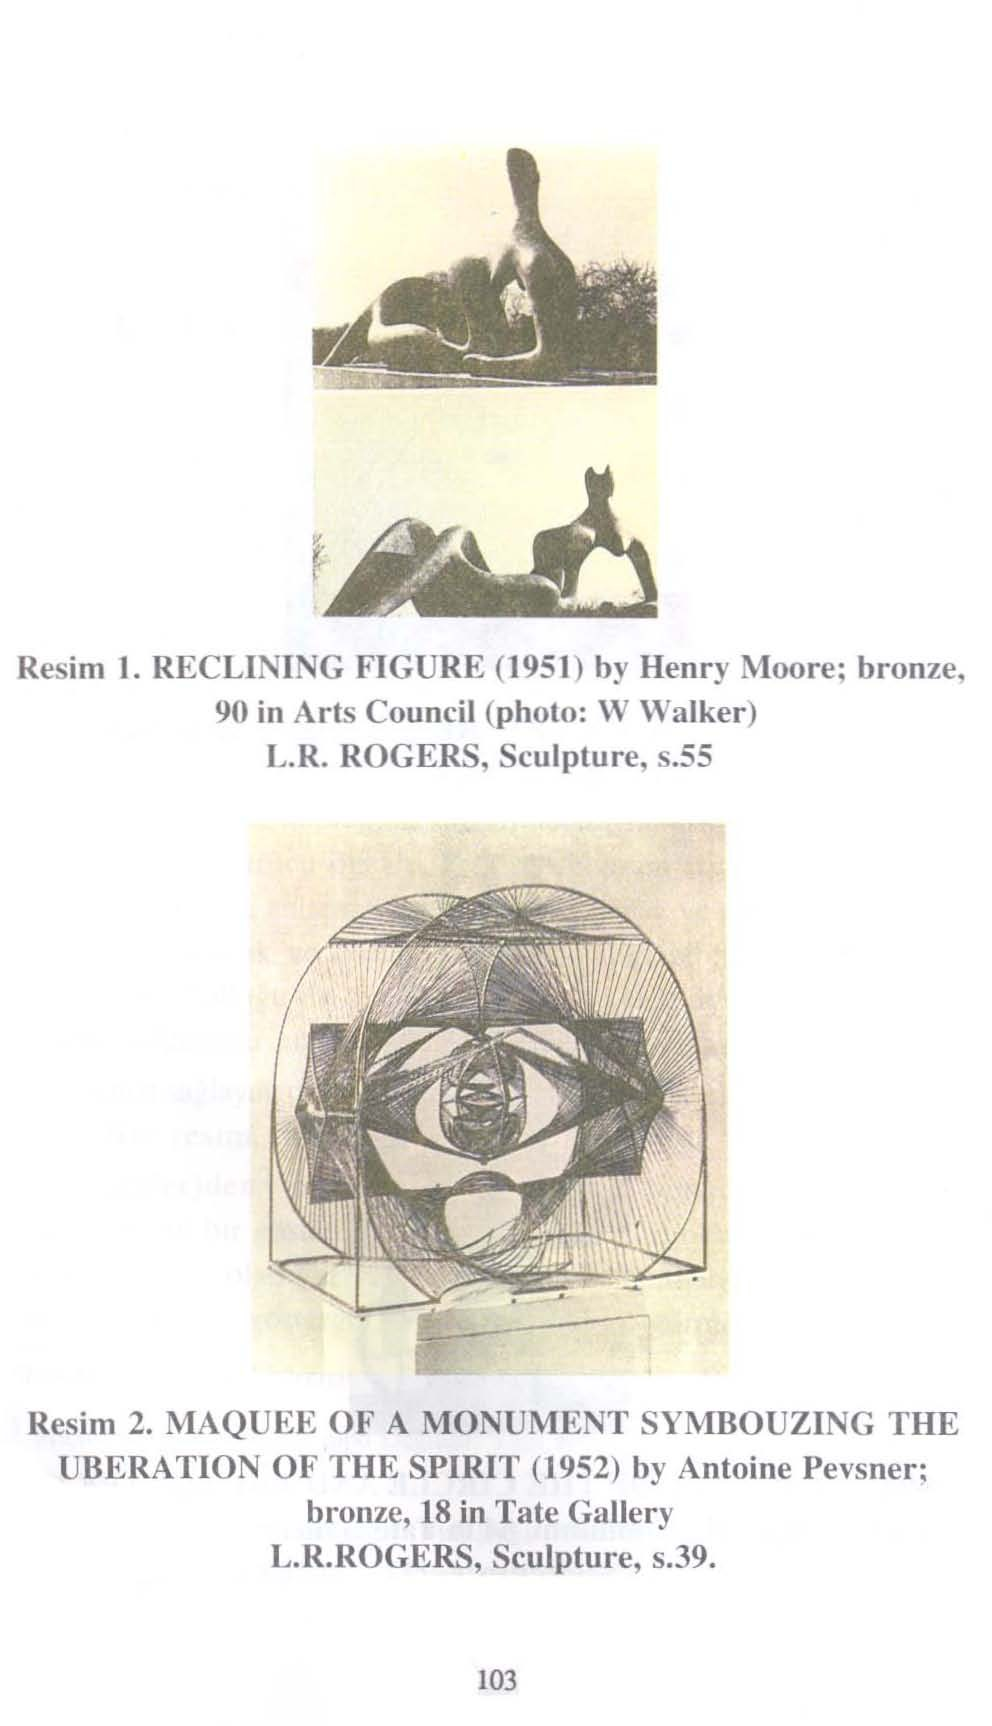 Resim 1. RECLINING FIGURE (1951) by Henry Moore; bronze,
90 in Arts Council (photo: W Walker)
L.R. ROGERS, Sculpture, s.55
Resim 2. MAQUEE OF A MONUMENT SYMBOUZING THE
UBERATION OF THE SPIRIT (1952) by Antoine Pevsner;
bronze, 18 in Tate Gallery
L.R.ROGERS, Sculpture, s.39.
103